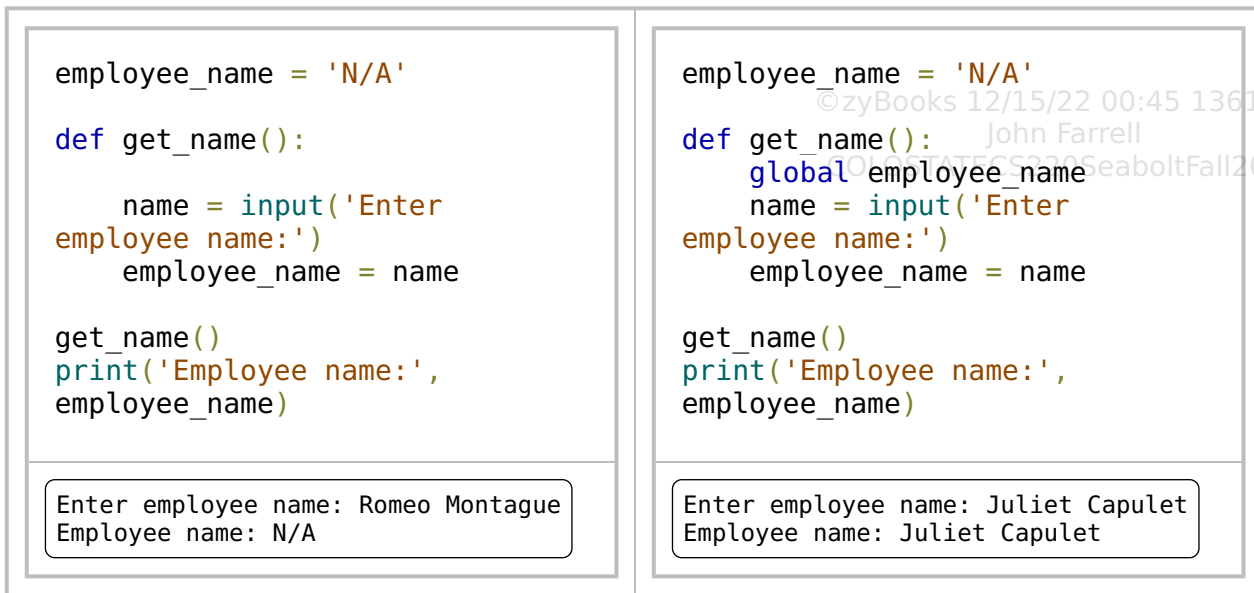 employee_name = 'N/A'
def get_name():
name = input('Enter
employee name:')
employee_name = name
get_name()
print('Employee name:',
employee_name)
Enter employee name: Romeo Montague
Employee name: N/A
employee_name = 'N/A'
©zyBooks 12/15/22 00:45 1361
def get_name():
John Farrell
global employee_name
COLOSTATECS220SeaboltFall20
name = input('Enter
employee name:')
employee_name = name
get_name()
print('Employee name:',
employee_name)
Enter employee name: Juliet Capulet
Employee name: Juliet Capulet